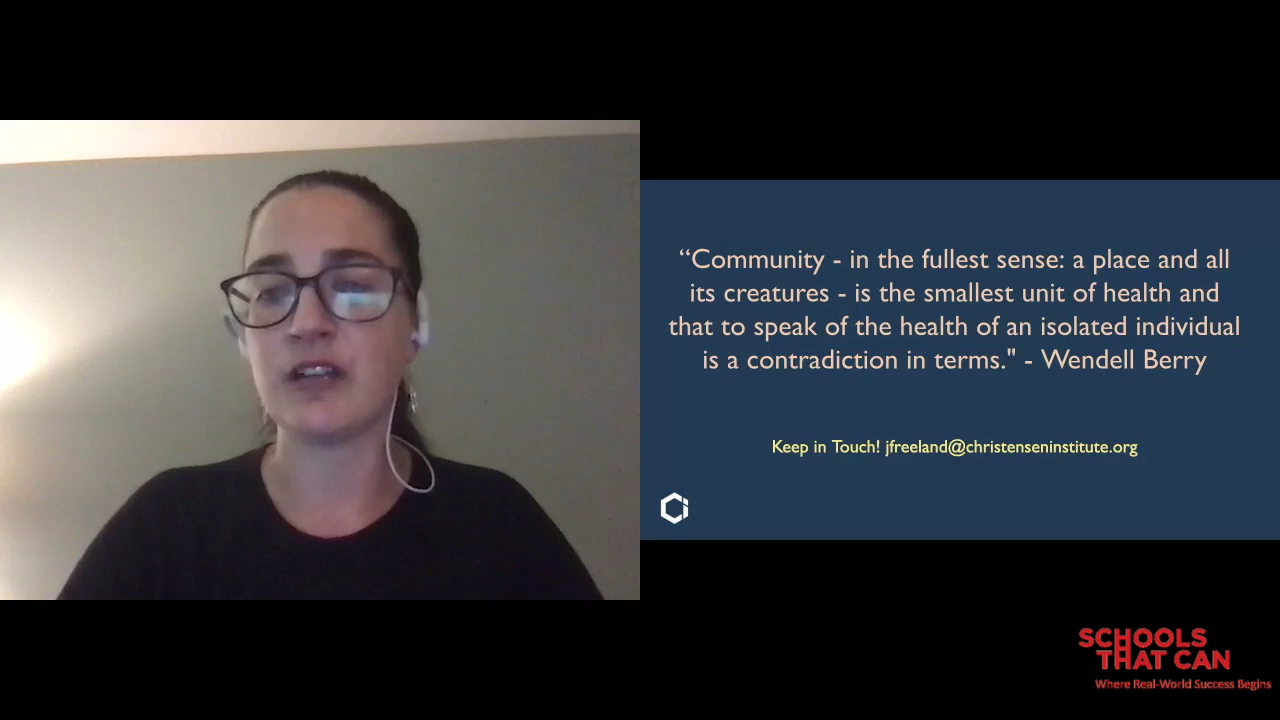 “Community - in the fullest sense: a place and all
its creatures - is the smallest unit of health and
that to speak of the health of an isolated individual
is a contradiction in terms." - Wendell Berry
Keep in Touch! jfreeland@christenseninstitute.org
SCHOOLS
THAT CAN
Where Real-World Success Begins